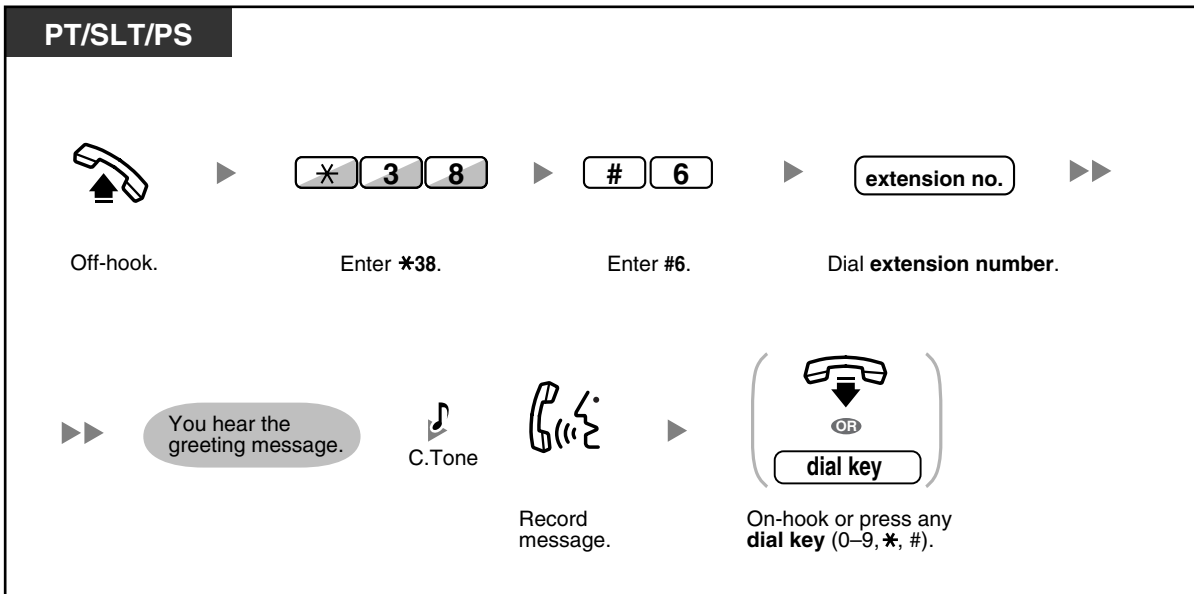 PT/SLT/PS
✳ 3 8
# 6
extension no.
Off-hook.
Enter ✳38.
Enter #6.
Dial extension number.
You hear the
greeting message.
C.Tone
OR
dial key
Record
message.
On-hook or press any
dial key (0–9, ✳, #).